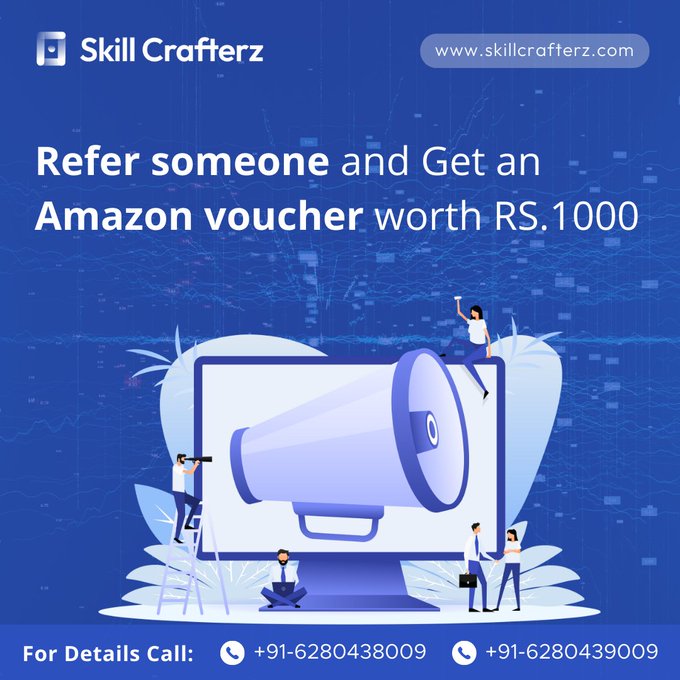 Skill Crafterz
www.skillcrafterz.com
Refer someone and Get an
Amazon voucher worth RS.1000
For Details Call: +91-6280438009 +91-6280439009